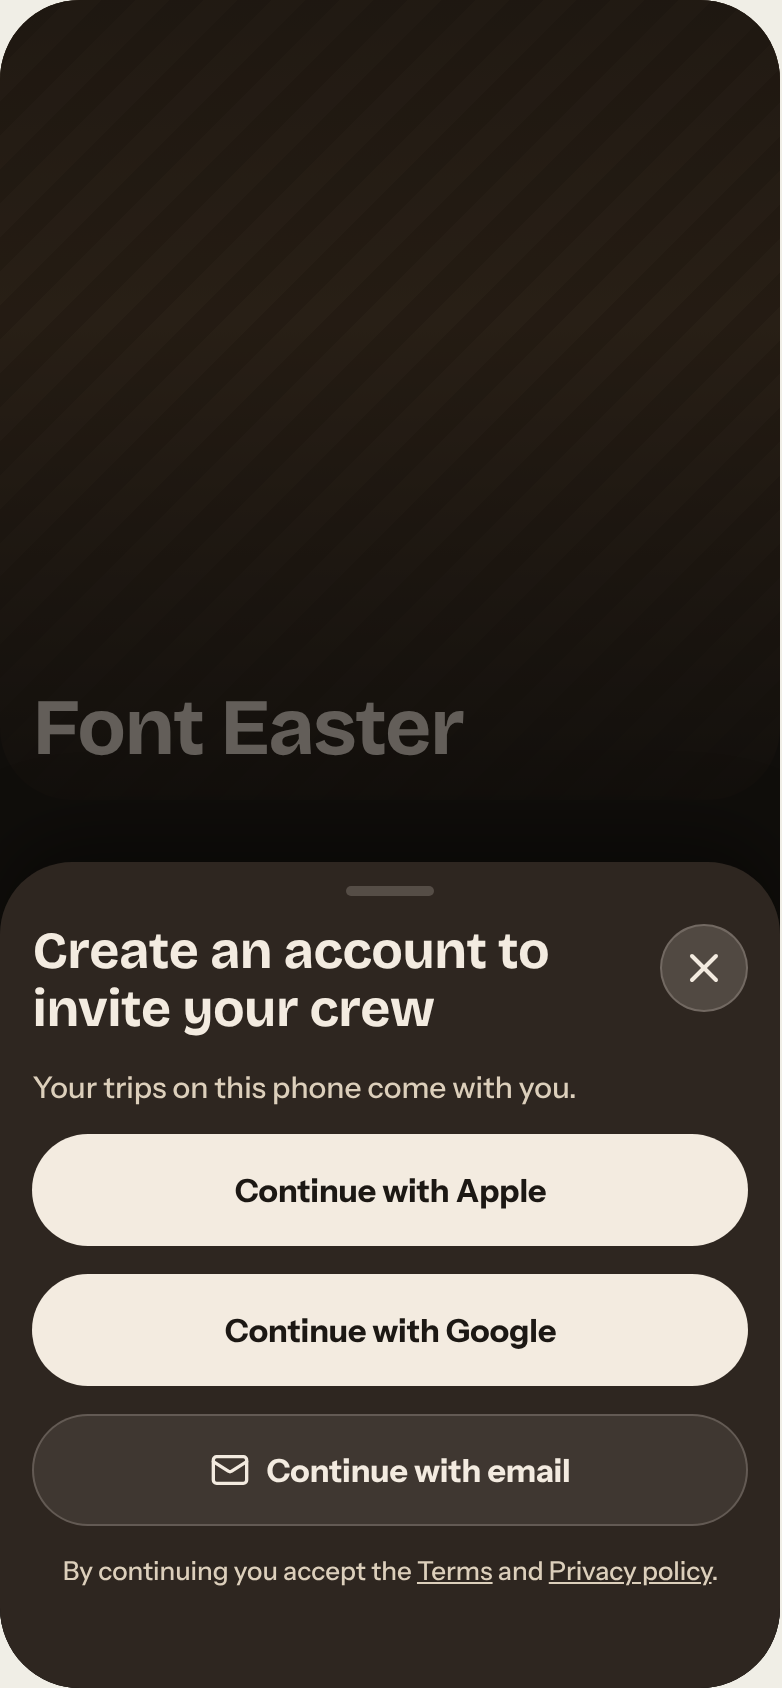 Font Easter
Create an account to
invite your crew
Your trips on this phone come with you.
Continue with Apple
Continue with Google
Continue with email
By continuing you accept the Terms and Privacy policy.